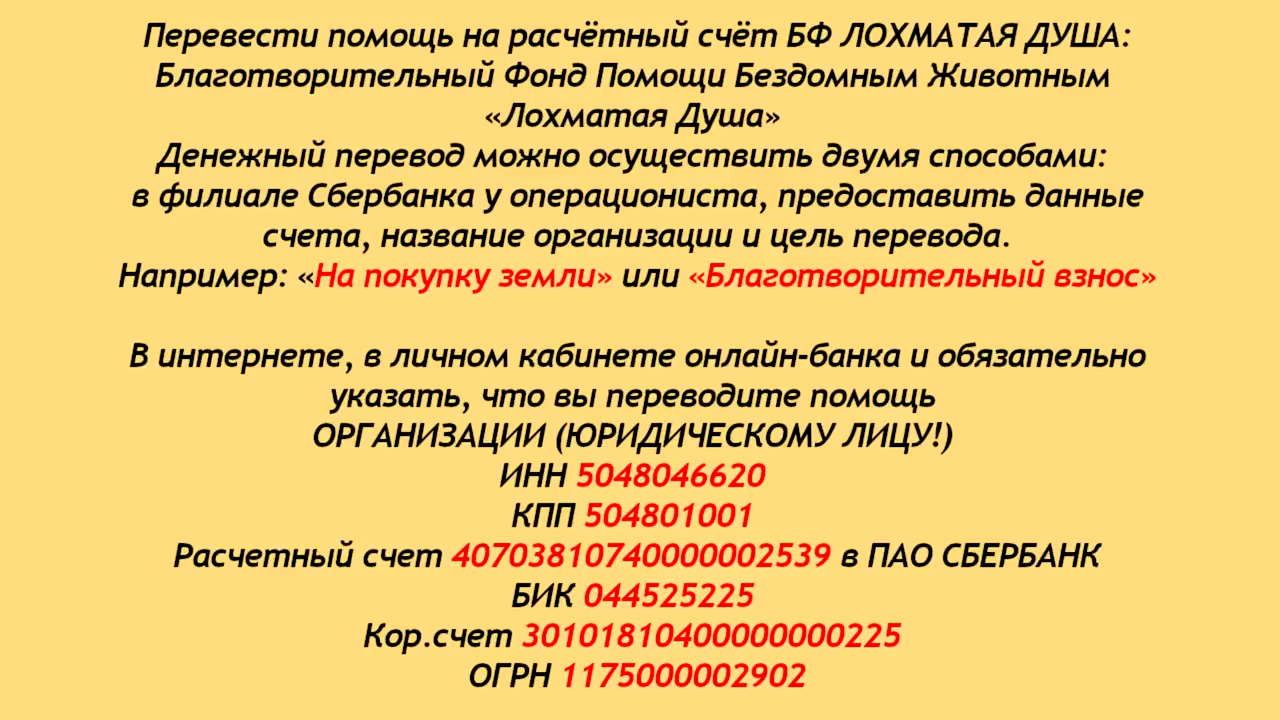 Перевести помощь на расчётный счёт БФ ЛОХМАТАЯ ДУША:
Благотворительный Фонд Помощи Бездомным Животным
«Лохматая Душа»
Денежный перевод можно осуществить двумя способами:
в филиале Сбербанка у операциониста, предоставить данные
счета, название организации и цель перевода.
Например: «На покупку земли» или «Благотворительный взнос»
В интернете, в личном кабинете онлайн-банка и обязательно
указать, что вы переводите помощь
ОРГАНИЗАЦИИ (ЮРИДИЧЕСКОМУ ЛИЦУ!)
ИНН 5048046620
КПП 504801001
Расчетный счет 40703810740000002539 в ПАО СБЕРБАНК
БИК 044525225
Кор.счет 30101810400000000225
ОГРН 1175000002902